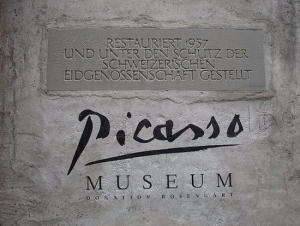 RESTAURIERT 1957
UND UNTER DEN SCHUTZ DER
SCHWEIZERISCHEN
EIDGENOSSENSCHAFT GESTELLT
Picasso
MUSEUM
DONATION ROSENGART